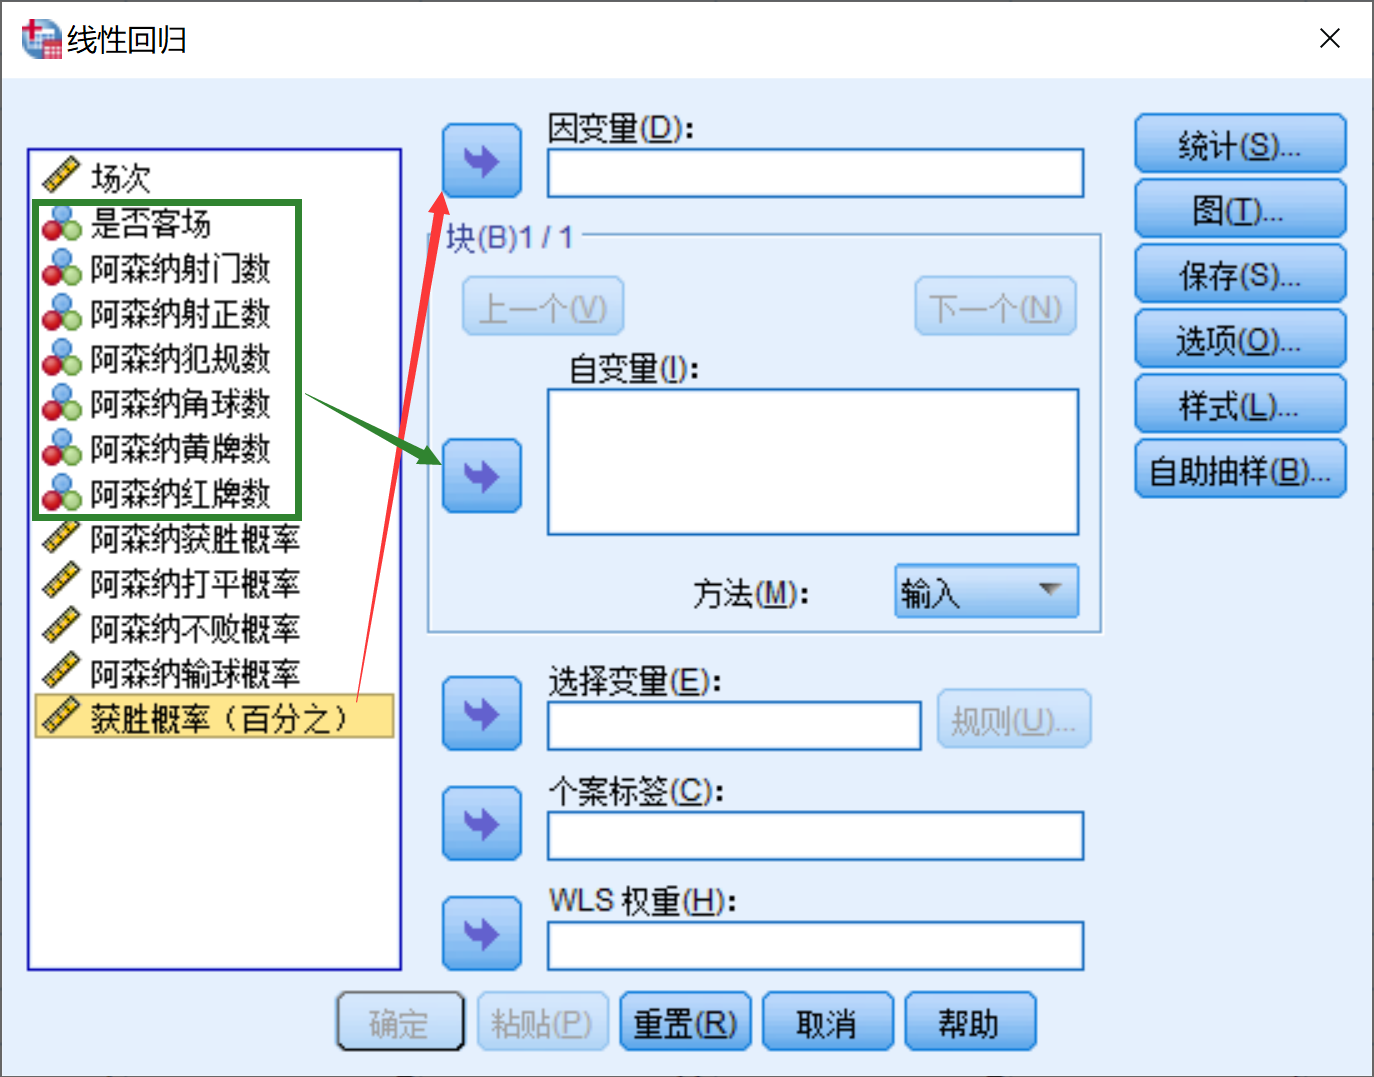 线性回归
场次
是否客场
阿森纳射门数
阿森纳射正数
阿森纳犯规数
阿森纳角球数
阿森纳黄牌数
阿森纳红牌数
阿森纳获胜概率
阿森纳打平概率
阿森纳不败概率
阿森纳输球概率
获胜概率（百分之）
因变量(D):
块(B)1 / 1
上一个(V)
下一个(N)
自变量(I):
方法(M):
输入
选择变量(E):
规则(U)...
个案标签(C):
WLS 权重(H):
统计(S)...
图(T)...
保存(S)...
选项(O)...
样式(L)...
自助抽样(B)...
确定
粘贴(P)
重置(R)
取消
帮助